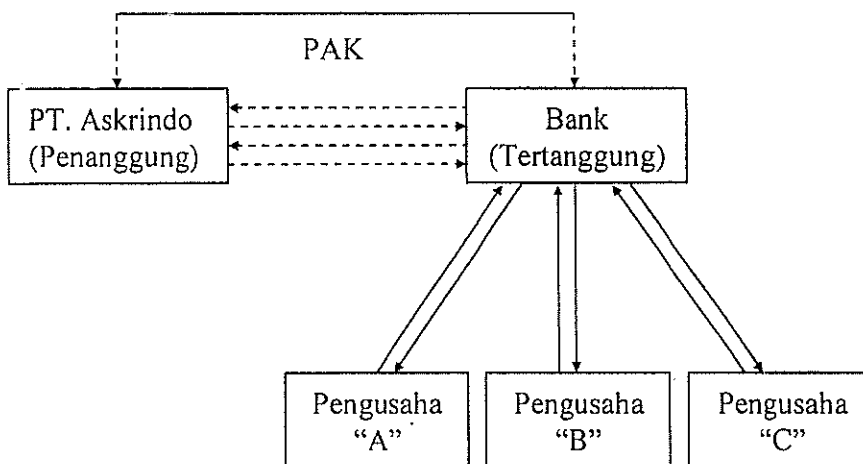 PAK
PT. Askrindo
(Penanggung)
Bank
(Tertanggung)
Pengusaha
“A”
Pengusaha
“B”
Pengusaha
“C”